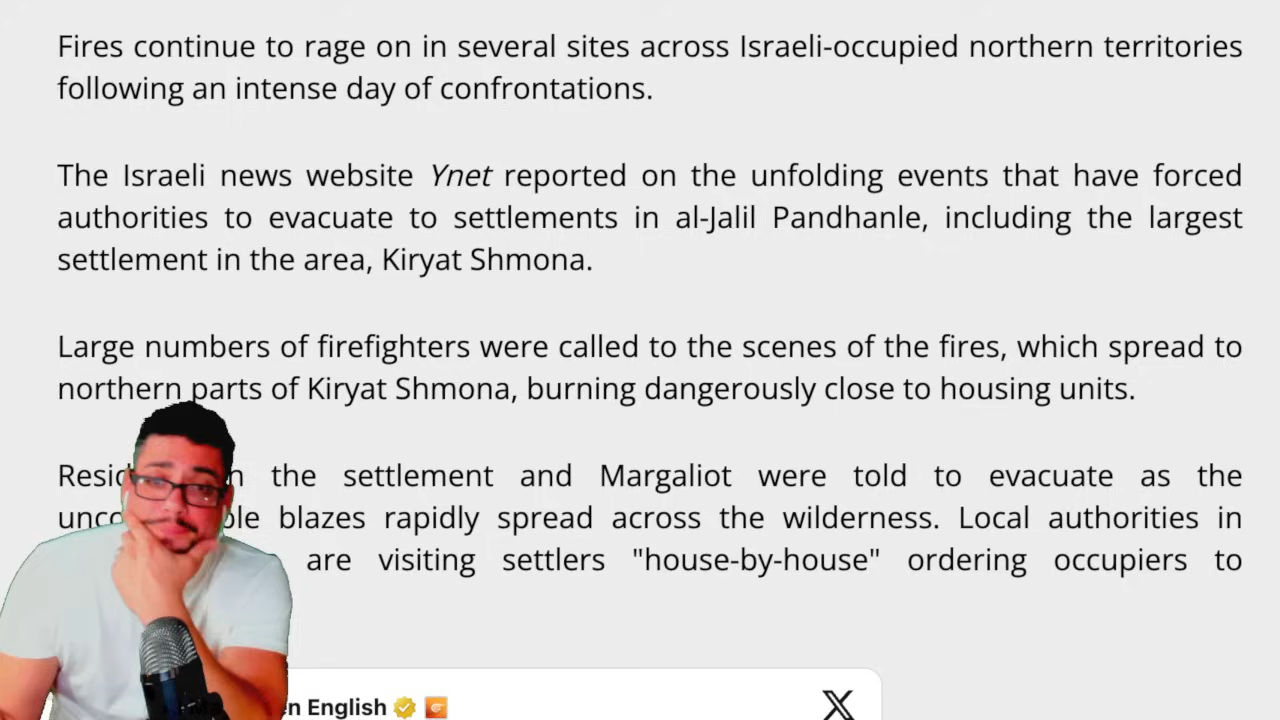 Fires continue to rage on in several sites across Israeli-occupied northern territories
following an intense day of confrontations.
The Israeli news website Ynet reported on the unfolding events that have forced
authorities to evacuate to settlements in al-Jalil Pandhanle, including the largest
settlement in the area, Kiryat Shmona.
Large numbers of firefighters were called to the scenes of the fires, which spread to
northern parts of Kiryat Shmona, burning dangerously close to housing units.
the settlement and Margaliot were told to evacuate as the
blazes rapidly spread across the wilderness. Local authorities in
are visiting settlers "house-by-house" ordering occupiers to
English